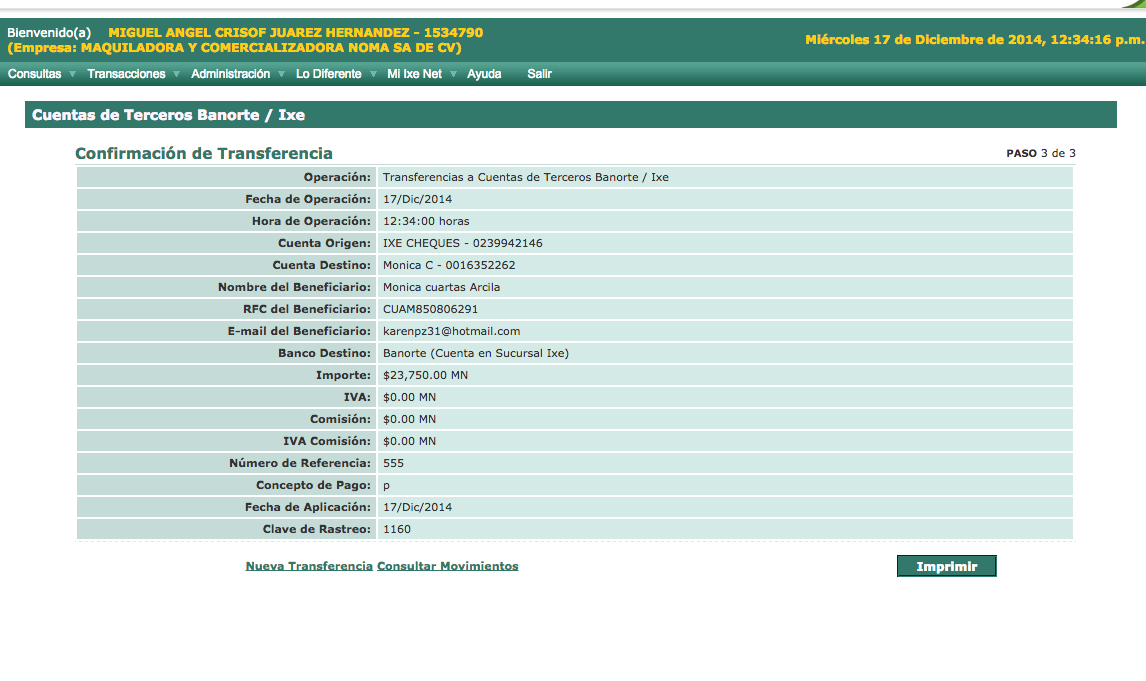 Bienvenido(a) MIGUEL ANGEL CRISOF JUAREZ HERNANDEZ - 1534790
(Empresa: MAQUILADORA Y COMERCIALIZADORA NOMA SA DE CV)
Miércoles 17 de Diciembre de 2014, 12:34:16 p.m.
Consultas Transacciones Administración Lo Diferente Mi Ixe Net Ayuda Salir
Cuentas de Terceros Banorte / Ixe
Confirmación de Transferencia PASO 3 de 3
Operación: Transferencias a Cuentas de Terceros Banorte / Ixe
Fecha de Operación: 17/Dic/2014
Hora de Operación: 12:34:00 horas
Cuenta Origen: IXE CHEQUES - 0239942146
Cuenta Destino: Monica C - 0016352262
Nombre del Beneficiario: Monica cuartas Arcila
RFC del Beneficiario: CUAM850806291
E-mail del Beneficiario: karenpz31@hotmail.com
Banco Destino: Banorte (Cuenta en Sucursal Ixe)
Importe: $23,750.00 MN
IVA: $0.00 MN
Comisión: $0.00 MN
IVA Comisión: $0.00 MN
Número de Referencia: 555
Concepto de Pago: p
Fecha de Aplicación: 17/Dic/2014
Clave de Rastreo: 1160
Nueva Transferencia Consultar Movimientos Imprimir